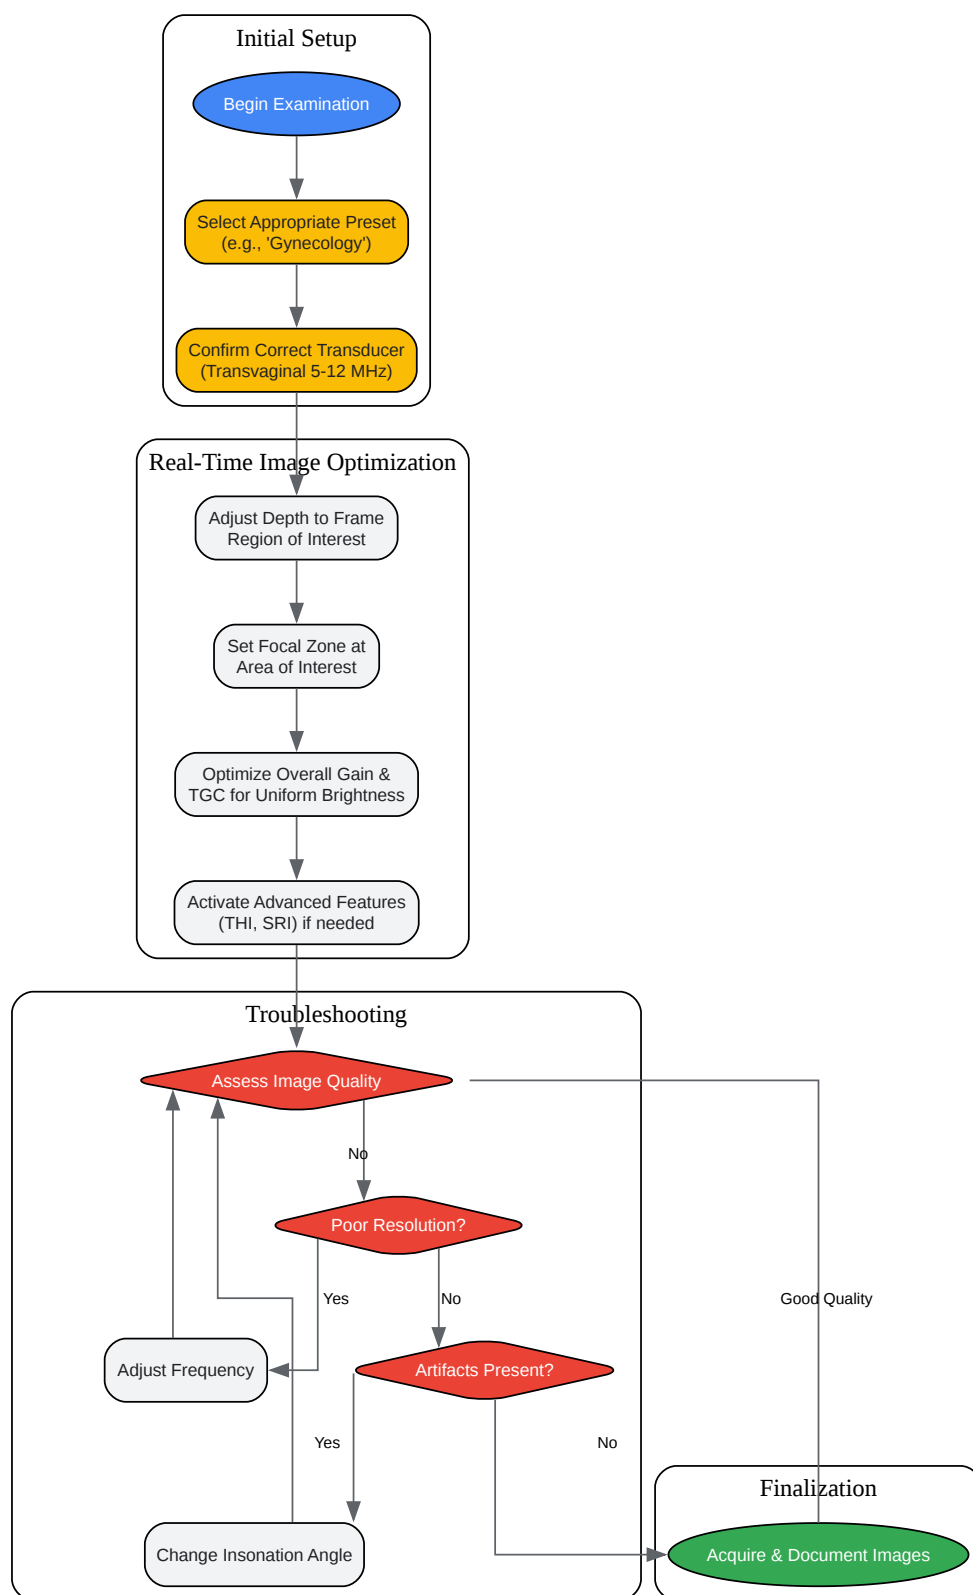 Initial Setup
Begin Examination
Select Appropriate Preset
(e.g., 'Gynecology')
Confirm Correct Transducer
(Transvaginal 5-12 MHz)
Real-Time Image Optimization
Adjust Depth to Frame
Region of Interest
Set Focal Zone at
Area of Interest
Optimize Overall Gain &
TGC for Uniform Brightness
Activate Advanced Features
(THI, SRI) if needed
Troubleshooting
Assess Image Quality
No
Poor Resolution?
Yes
No
Good Quality
Adjust Frequency
Artifacts Present?
Yes
No
Finalization
Change Insonation Angle
Acquire & Document Images